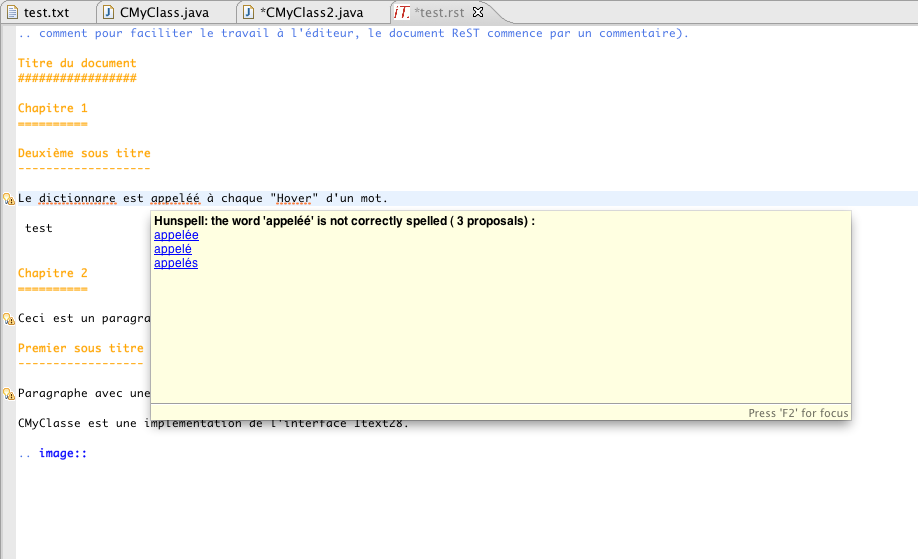 test.txt CMyClass.java *CMyClass2.java iT. *test.rst
.. comment pour faciliter le travail à l'éditeur, le document ReST commence par un commentaire).
Titre du document
#################
Chapitre 1
==========
Deuxième sous titre
-------------------
Le dictionnare est appeléé à chaque "Hover" d'un mot.
Hunspell: the word 'appeléé' is not correctly spelled ( 3 proposals) :
appelée
appelé
appelés
Press 'F2' for focus
test
Chapitre 2
==========
Ceci est un paragra
Premier sous titre
------------------
Paragraphe avec une
CMyClasse est une implémentation de l'interface Itext28.
.. image::